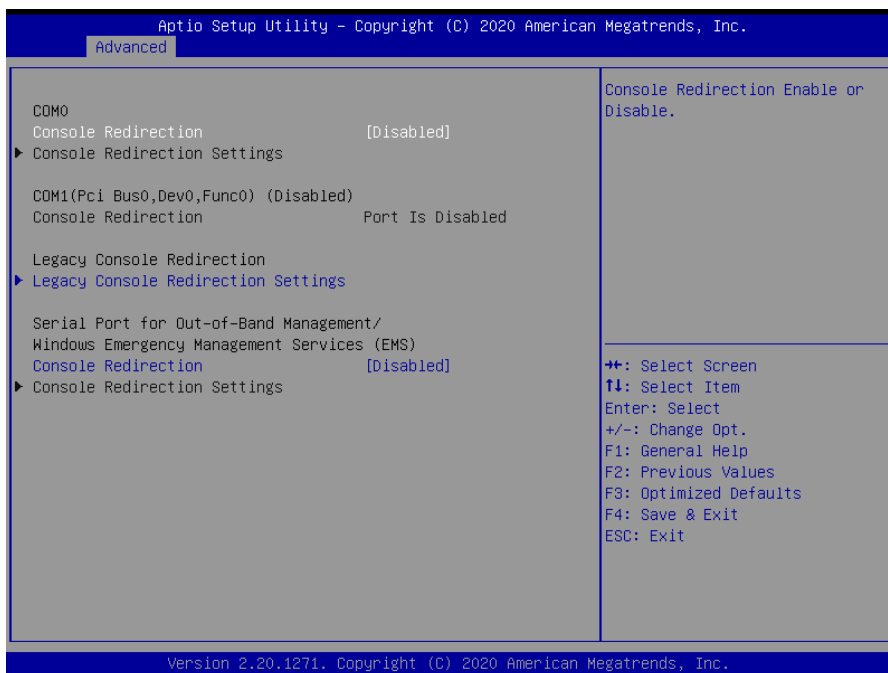 Aptio Setup Utility – Copyright (C) 2020 American Megatrends, Inc.
Advanced
COM0
Console Redirection [Disabled]
▶ Console Redirection Settings
COM1(Pci Bus0,Dev0,Func0) (Disabled)
Console Redirection Port Is Disabled
Legacy Console Redirection
▶ Legacy Console Redirection Settings
Serial Port for Out-of-Band Management/
Windows Emergency Management Services (EMS)
Console Redirection [Disabled]
▶ Console Redirection Settings
Console Redirection Enable or
Disable.
→←: Select Screen
↑↓: Select Item
Enter: Select
+/-: Change Opt.
F1: General Help
F2: Previous Values
F3: Optimized Defaults
F4: Save & Exit
ESC: Exit
Version 2.20.1271. Copyright (C) 2020 American Megatrends, Inc.